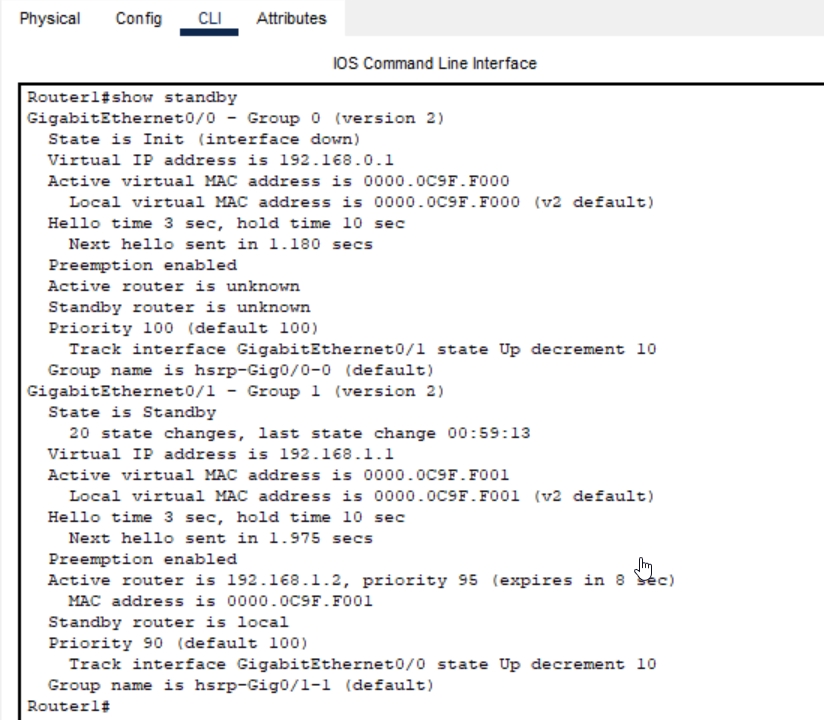 Physical Config CLI Attributes
IOS Command Line Interface
Router1#show standby
GigabitEthernet0/0 - Group 0 (version 2)
State is Init (interface down)
Virtual IP address is 192.168.0.1
Active virtual MAC address is 0000.0C9F.F000
Local virtual MAC address is 0000.0C9F.F000 (v2 default)
Hello time 3 sec, hold time 10 sec
Next hello sent in 1.180 secs
Preemption enabled
Active router is unknown
Standby router is unknown
Priority 100 (default 100)
Track interface GigabitEthernet0/1 state Up decrement 10
Group name is hsrp-Gig0/0-0 (default)
GigabitEthernet0/1 - Group 1 (version 2)
State is Standby
20 state changes, last state change 00:59:13
Virtual IP address is 192.168.1.1
Active virtual MAC address is 0000.0C9F.F001
Local virtual MAC address is 0000.0C9F.F001 (v2 default)
Hello time 3 sec, hold time 10 sec
Next hello sent in 1.975 secs
Preemption enabled
Active router is 192.168.1.2, priority 95 (expires in 8 sec)
MAC address is 0000.0C9F.F001
Standby router is local
Priority 90 (default 100)
Track interface GigabitEthernet0/0 state Up decrement 10
Group name is hsrp-Gig0/1-1 (default)
Router1#